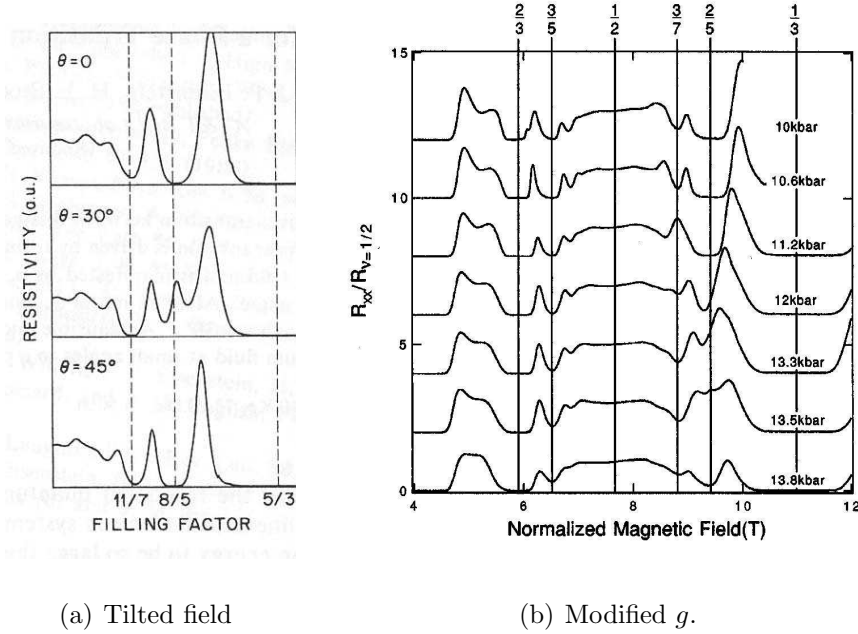 θ=0
θ=30°
θ=45°
RESISTIVITY (a.u.)
11/7 8/5 5/3
FILLING FACTOR
(a) Tilted field
2/3 3/5 1/2 3/7 2/5 1/3
15
10
5
0
R_xx/R_ν=1/2
10kbar
10.6kbar
11.2kbar
12kbar
13.3kbar
13.5kbar
13.8kbar
4 6 8 10 12
Normalized Magnetic Field(T)
(b) Modified g.